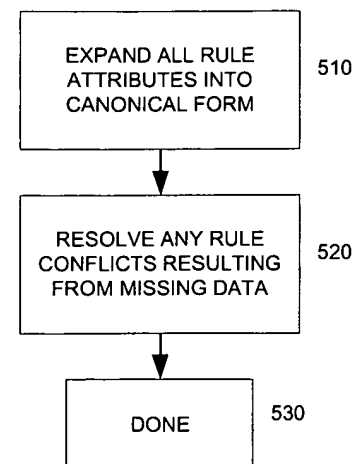 EXPAND ALL RULE
ATTRIBUTES INTO
CANONICAL FORM
510
RESOLVE ANY RULE
CONFLICTS RESULTING
FROM MISSING DATA
520
DONE
530